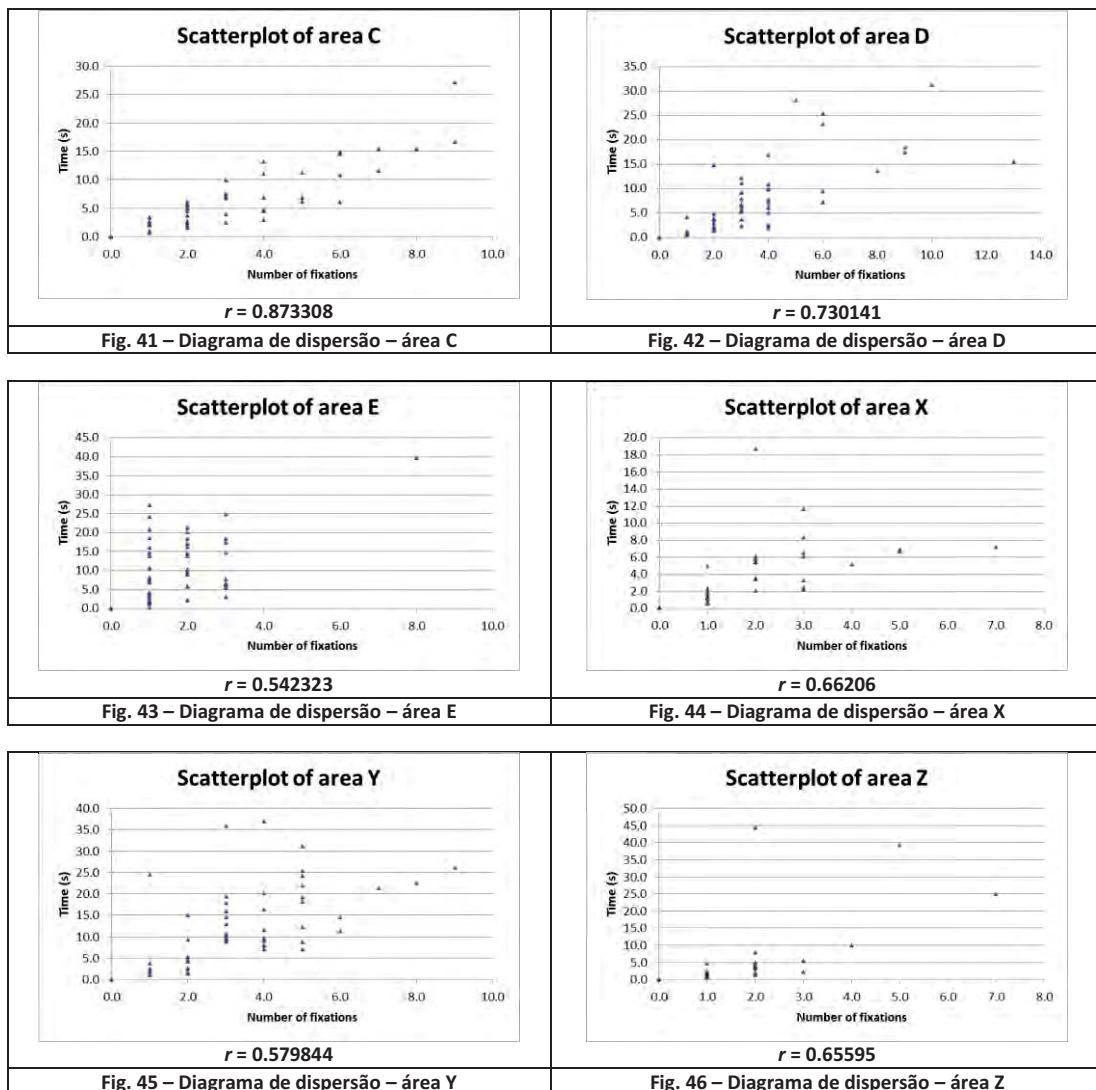 Scatterplot of area C
30.0
25.0
20.0
15.0
10.0
5.0
0.0
Time (s)
0.0 2.0 4.0 6.0 8.0 10.0
Number of fixations
r = 0.873308
Fig. 41 – Diagrama de dispersão – área C
Scatterplot of area D
35.0
30.0
25.0
20.0
15.0
10.0
5.0
0.0
Time (s)
0.0 2.0 4.0 6.0 8.0 10.0 12.0 14.0
Number of fixations
r = 0.730141
Fig. 42 – Diagrama de dispersão – área D
Scatterplot of area E
45.0
40.0
35.0
30.0
25.0
20.0
15.0
10.0
5.0
0.0
Time (s)
0.0 2.0 4.0 6.0 8.0 10.0
Number of fixations
r = 0.542323
Fig. 43 – Diagrama de dispersão – área E
Scatterplot of area X
20.0
18.0
16.0
14.0
12.0
10.0
8.0
6.0
4.0
2.0
0.0
Time (s)
0.0 1.0 2.0 3.0 4.0 5.0 6.0 7.0 8.0
Number of fixations
r = 0.66206
Fig. 44 – Diagrama de dispersão – área X
Scatterplot of area Y
40.0
35.0
30.0
25.0
20.0
15.0
10.0
5.0
0.0
Time (s)
0.0 2.0 4.0 6.0 8.0 10.0
Number of fixations
r = 0.579844
Fig. 45 – Diagrama de dispersão – área Y
Scatterplot of area Z
50.0
45.0
40.0
35.0
30.0
25.0
20.0
15.0
10.0
5.0
0.0
Time (s)
0.0 1.0 2.0 3.0 4.0 5.0 6.0 7.0 8.0
Number of fixations
r = 0.65595
Fig. 46 – Diagrama de dispersão – área Z